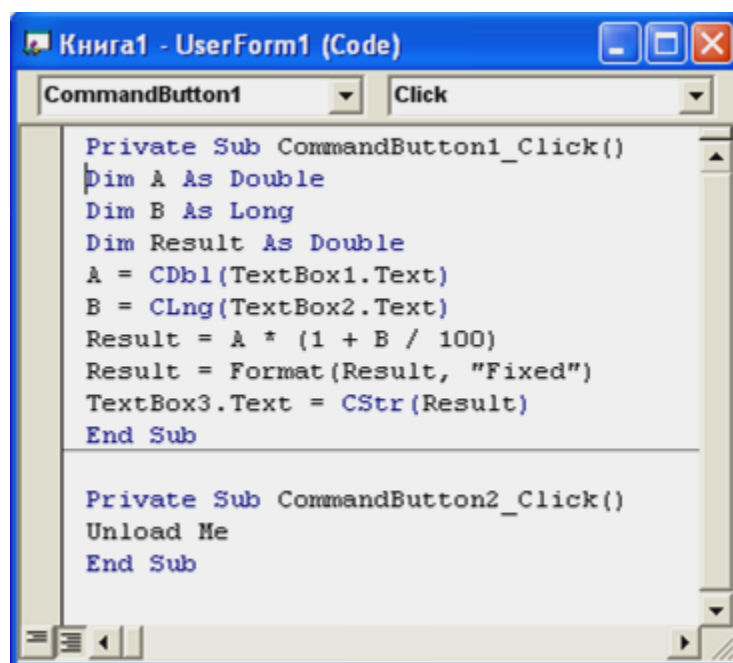 Книга1 - UserForm1 (Code)
CommandButton1 Click
Private Sub CommandButton1_Click()
Dim A As Double
Dim B As Long
Dim Result As Double
A = CDbl(TextBox1.Text)
B = CLng(TextBox2.Text)
Result = A * (1 + B / 100)
Result = Format(Result, "Fixed")
TextBox3.Text = CStr(Result)
End Sub
Private Sub CommandButton2_Click()
Unload Me
End Sub